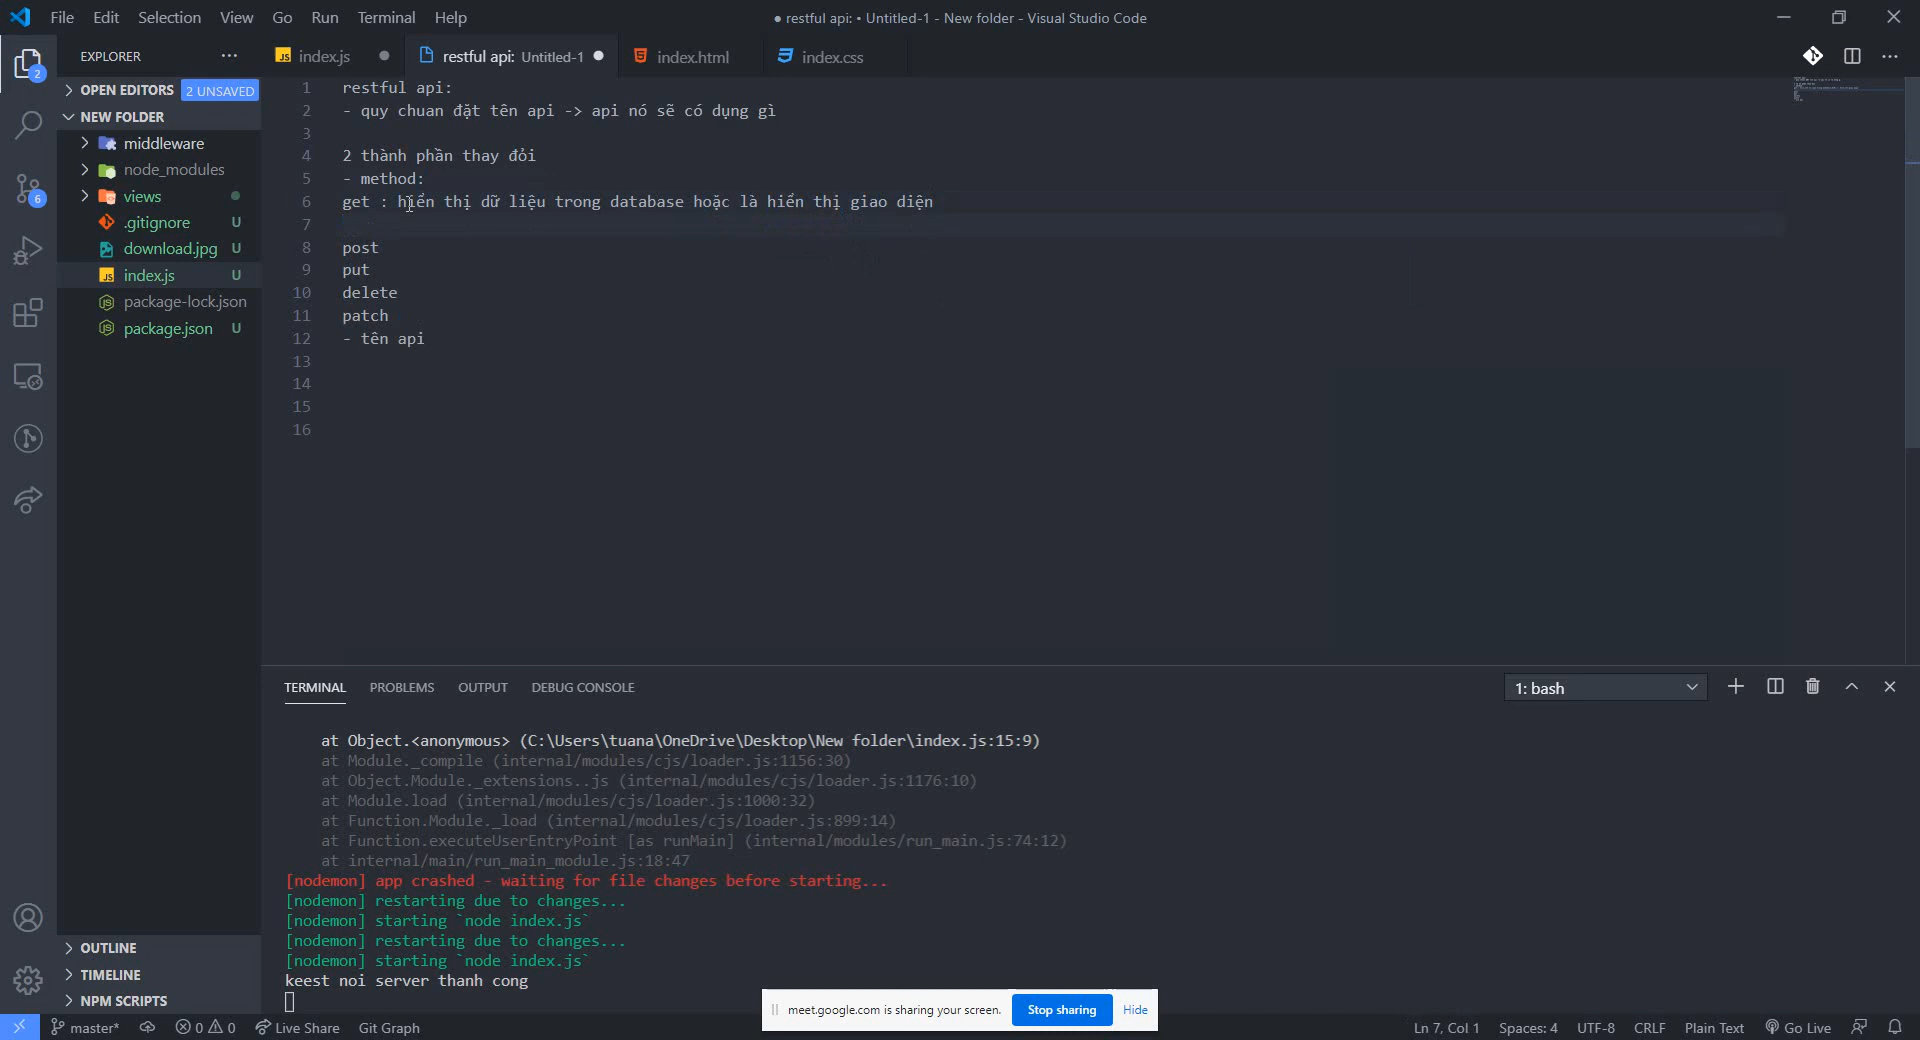 File Edit Selection View Go Run Terminal Help
● restful api: • Untitled-1 - New folder - Visual Studio Code
EXPLORER
index.js
restful api: Untitled-1
index.html
index.css
OPEN EDITORS 2 UNSAVED
NEW FOLDER
middleware
node_modules
views
.gitignore U
download.jpg U
index.js U
package-lock.json
package.json U
2
6
1 restful api:
2 - quy chuan đặt tên api -> api nó sẽ có dụng gì
3
4 2 thành phần thay đỏi
5 - method:
6 get : hiển thị dữ liệu trong database hoặc là hiển thị giao diện
7
8 post
9 put
10 delete
11 patch
12 - tên api
13
14
15
16
TERMINAL PROBLEMS OUTPUT DEBUG CONSOLE
1: bash
at Object.<anonymous> (C:\Users\tuana\OneDrive\Desktop\New folder\index.js:15:9)
at Module._compile (internal/modules/cjs/loader.js:1156:30)
at Object.Module._extensions..js (internal/modules/cjs/loader.js:1176:10)
at Module.load (internal/modules/cjs/loader.js:1000:32)
at Function.Module._load (internal/modules/cjs/loader.js:899:14)
at Function.executeUserEntryPoint [as runMain] (internal/modules/run_main.js:74:12)
at internal/main/run_main_module.js:18:47
[nodemon] app crashed - waiting for file changes before starting...
[nodemon] restarting due to changes...
[nodemon] starting `node index.js`
[nodemon] restarting due to changes...
[nodemon] starting `node index.js`
keest noi server thanh cong
OUTLINE
TIMELINE
NPM SCRIPTS
meet.google.com is sharing your screen. Stop sharing Hide
master* 0 0 Live Share Git Graph
Ln 7, Col 1 Spaces: 4 UTF-8 CRLF Plain Text Go Live